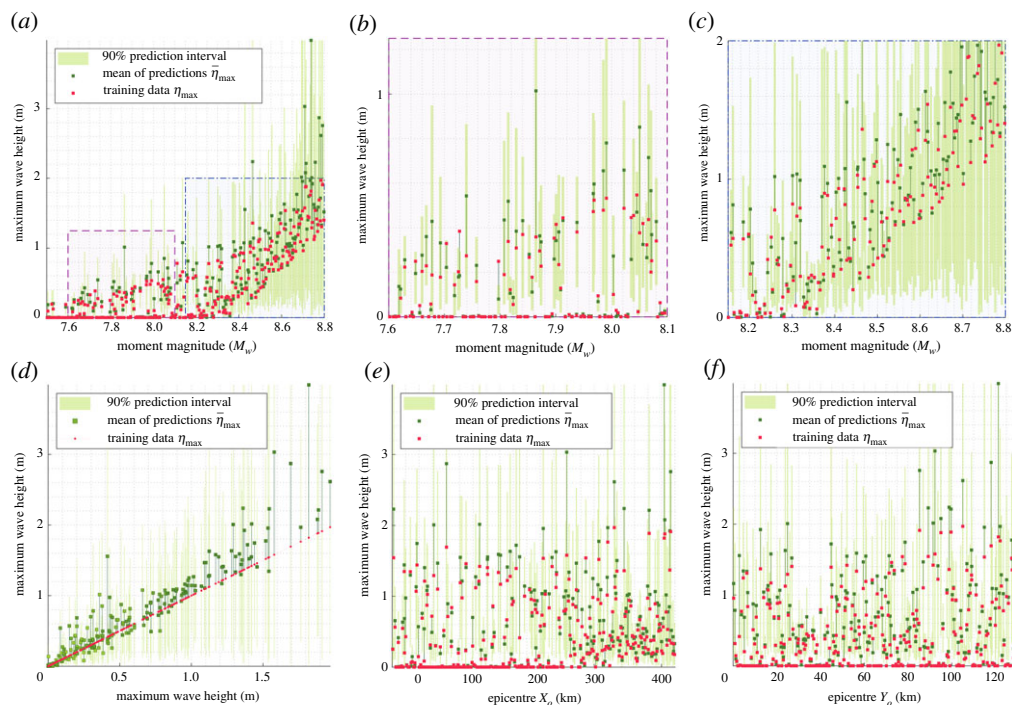 (a)
90% prediction interval
mean of predictions η̄max
training data ηmax
maximum wave height (m)
3
2
1
0
7.6 7.8 8.0 8.2 8.4 8.6 8.8
moment magnitude (Mw)
(b)
maximum wave height (m)
1
0
7.6 7.7 7.8 7.9 8.0 8.1
moment magnitude (Mw)
(c)
maximum wave height (m)
2
1
0
8.2 8.3 8.4 8.5 8.6 8.7 8.8
moment magnitude (Mw)
(d)
90% prediction interval
mean of predictions η̄max
training data ηmax
maximum wave height (m)
3
2
1
0
0 0.5 1.0 1.5
maximum wave height (m)
(e)
90% prediction interval
mean of predictions η̄max
training data ηmax
maximum wave height (m)
3
2
1
0
0 100 200 300 400
epicentre Xo (km)
(f)
90% prediction interval
mean of predictions η̄max
training data ηmax
maximum wave height (m)
3
2
1
0
0 20 40 60 80 100 120
epicentre Yo (km)